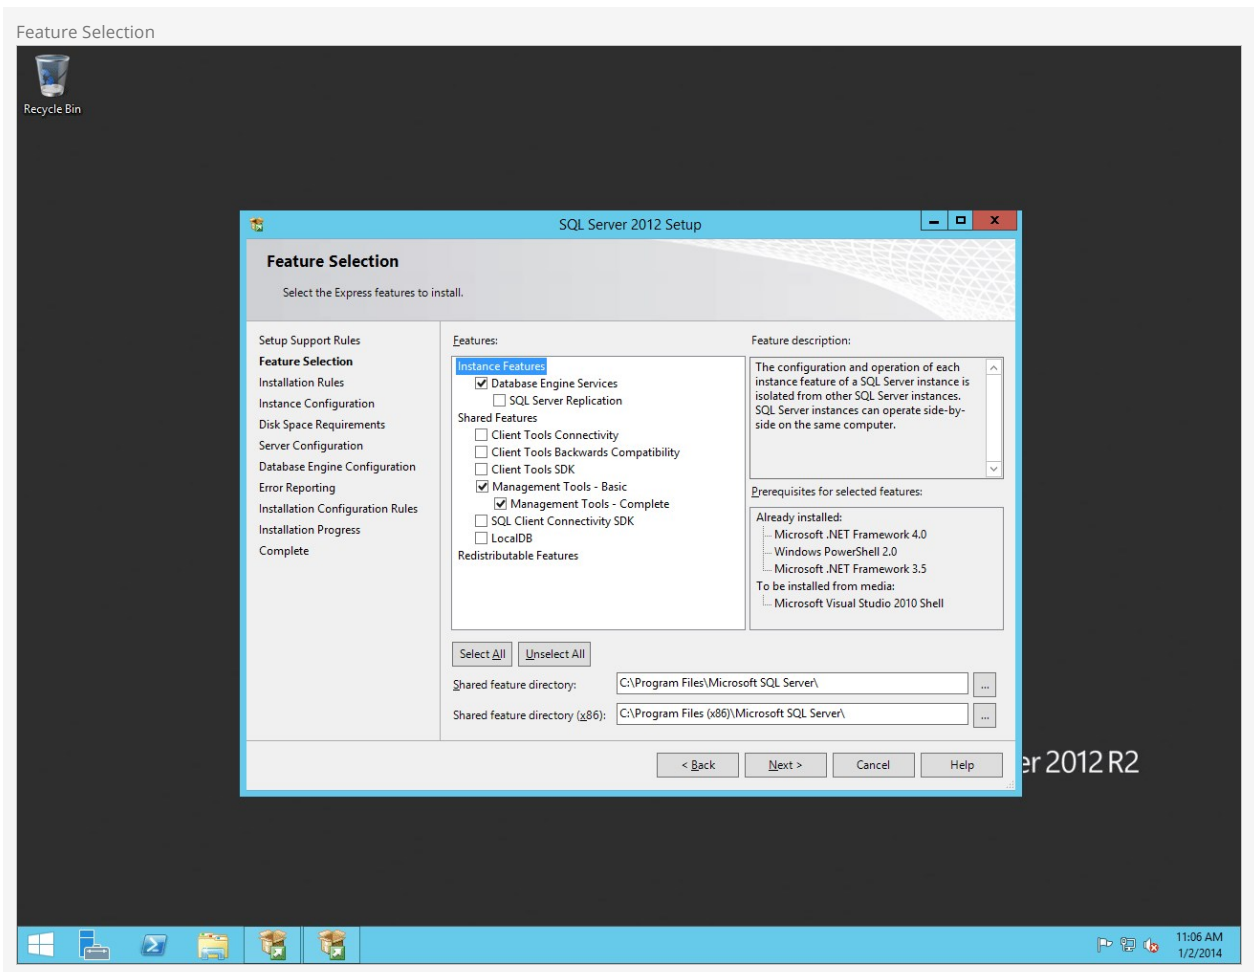 Feature Selection
Recycle Bin
SQL Server 2012 Setup
Feature Selection
Select the Express features to install.
Setup Support Rules
Feature Selection
Installation Rules
Instance Configuration
Disk Space Requirements
Server Configuration
Database Engine Configuration
Error Reporting
Installation Configuration Rules
Installation Progress
Complete
Features:
Instance Features
Database Engine Services
SQL Server Replication
Shared Features
Client Tools Connectivity
Client Tools Backwards Compatibility
Client Tools SDK
Management Tools - Basic
Management Tools - Complete
SQL Client Connectivity SDK
LocalDB
Redistributable Features
Feature description:
The configuration and operation of each
instance feature of a SQL Server instance is
isolated from other SQL Server instances.
SQL Server instances can operate side-by-
side on the same computer.
Prerequisites for selected features:
Already installed:
Microsoft .NET Framework 4.0
Windows PowerShell 2.0
Microsoft .NET Framework 3.5
To be installed from media:
Microsoft Visual Studio 2010 Shell
Select All Unselect All
Shared feature directory: C:\Program Files\Microsoft SQL Server\ ...
Shared feature directory (x86): C:\Program Files (x86)\Microsoft SQL Server\ ...
< Back Next > Cancel Help
er 2012 R2
11:06 AM
1/2/2014